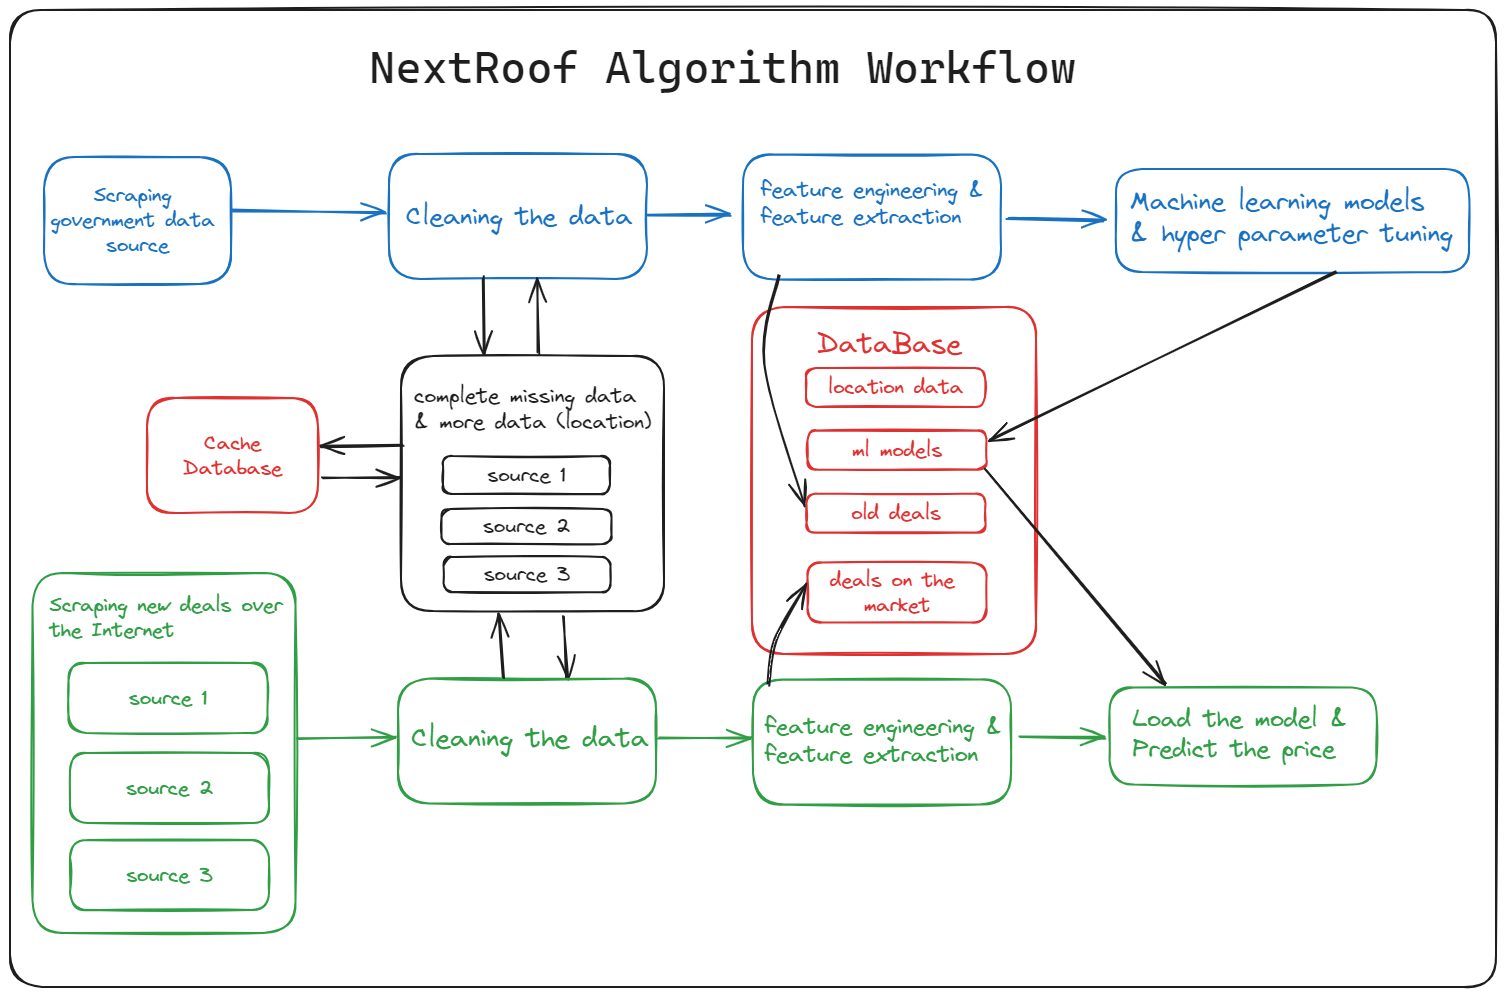 NextRoof Algorithm Workflow
Scraping
government data
source
Cleaning the data
feature engineering &
feature extraction
Machine learning models
& hyper parameter tuning
DataBase
location data
ml models
old deals
deals on the
market
complete missing data
& more data (location)
source 1
source 2
source 3
Cache
Database
Scraping new deals over
the Internet
source 1
source 2
source 3
Cleaning the data
feature engineering &
feature extraction
Load the model &
Predict the price